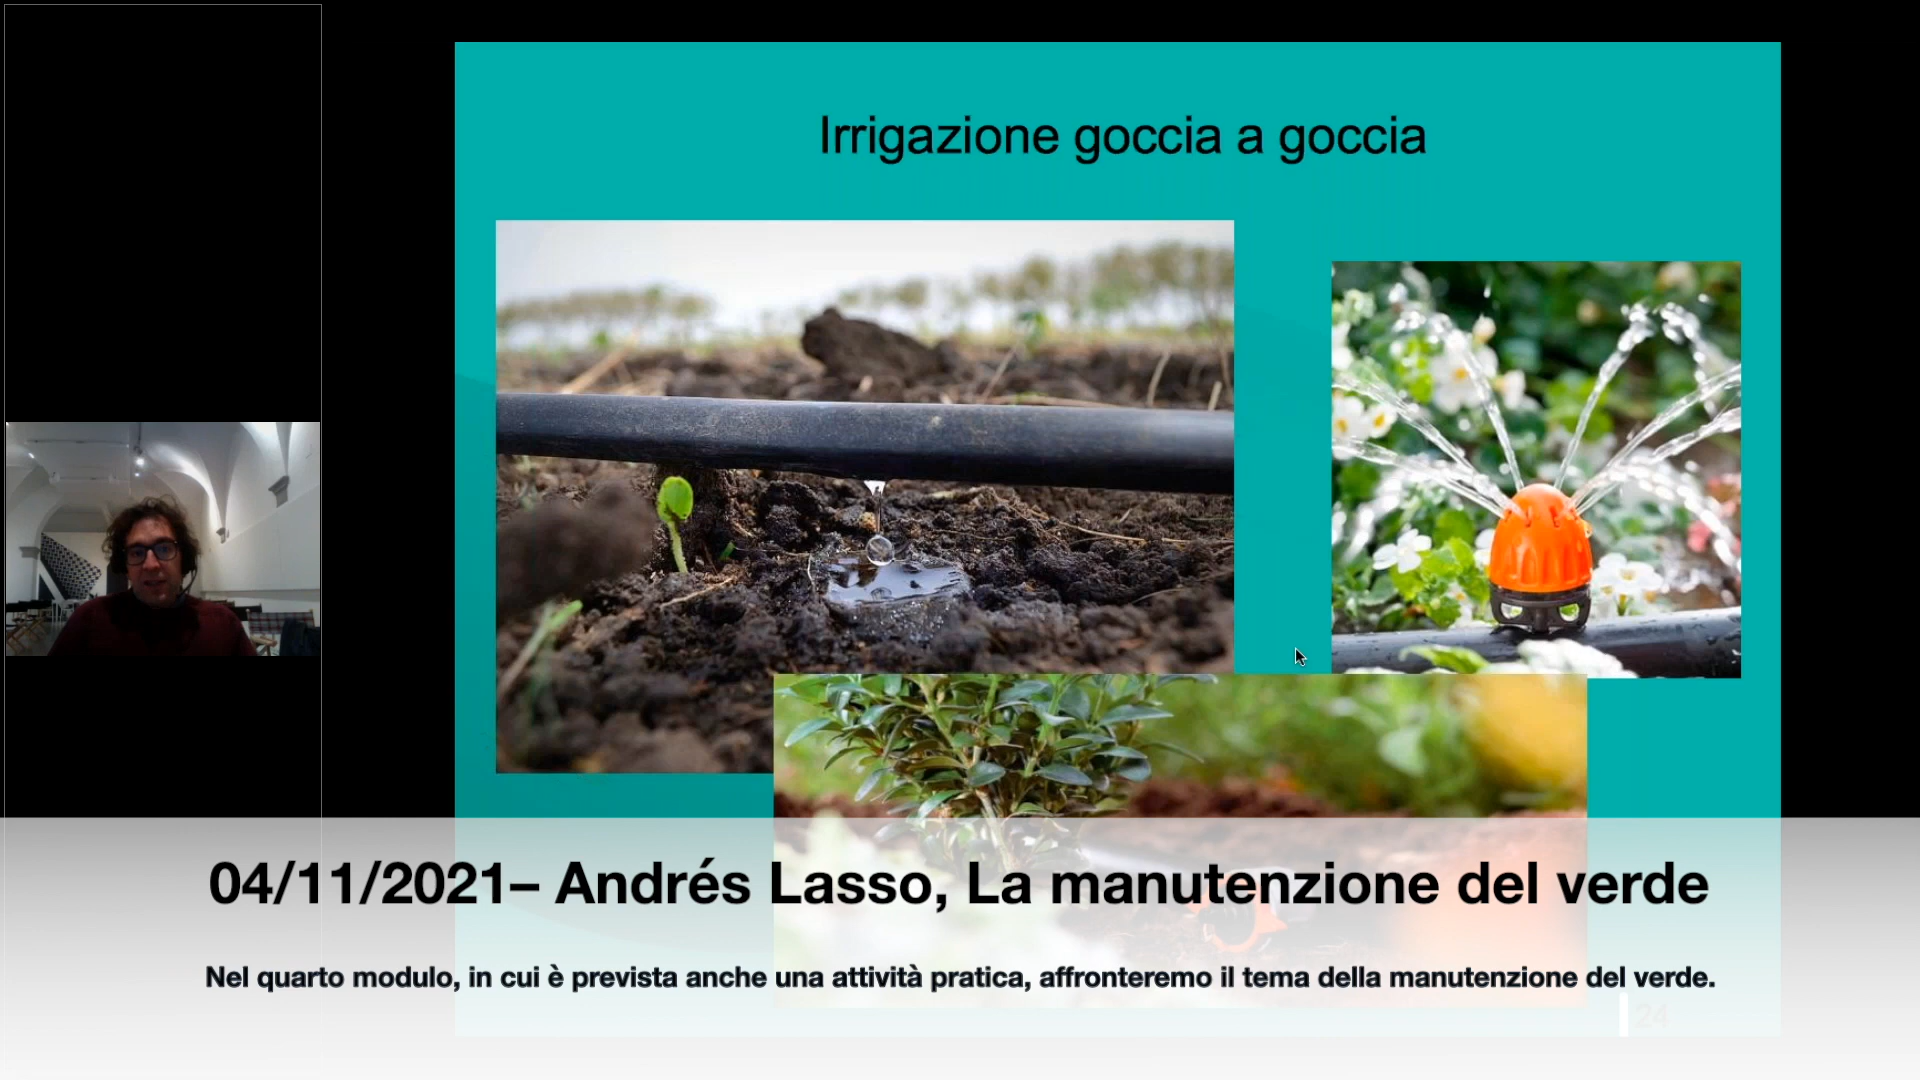 Irrigazione goccia a goccia
04/11/2021– Andrés Lasso, La manutenzione del verde
Nel quarto modulo, in cui è prevista anche una attività pratica, affronteremo il tema della manutenzione del verde.
24